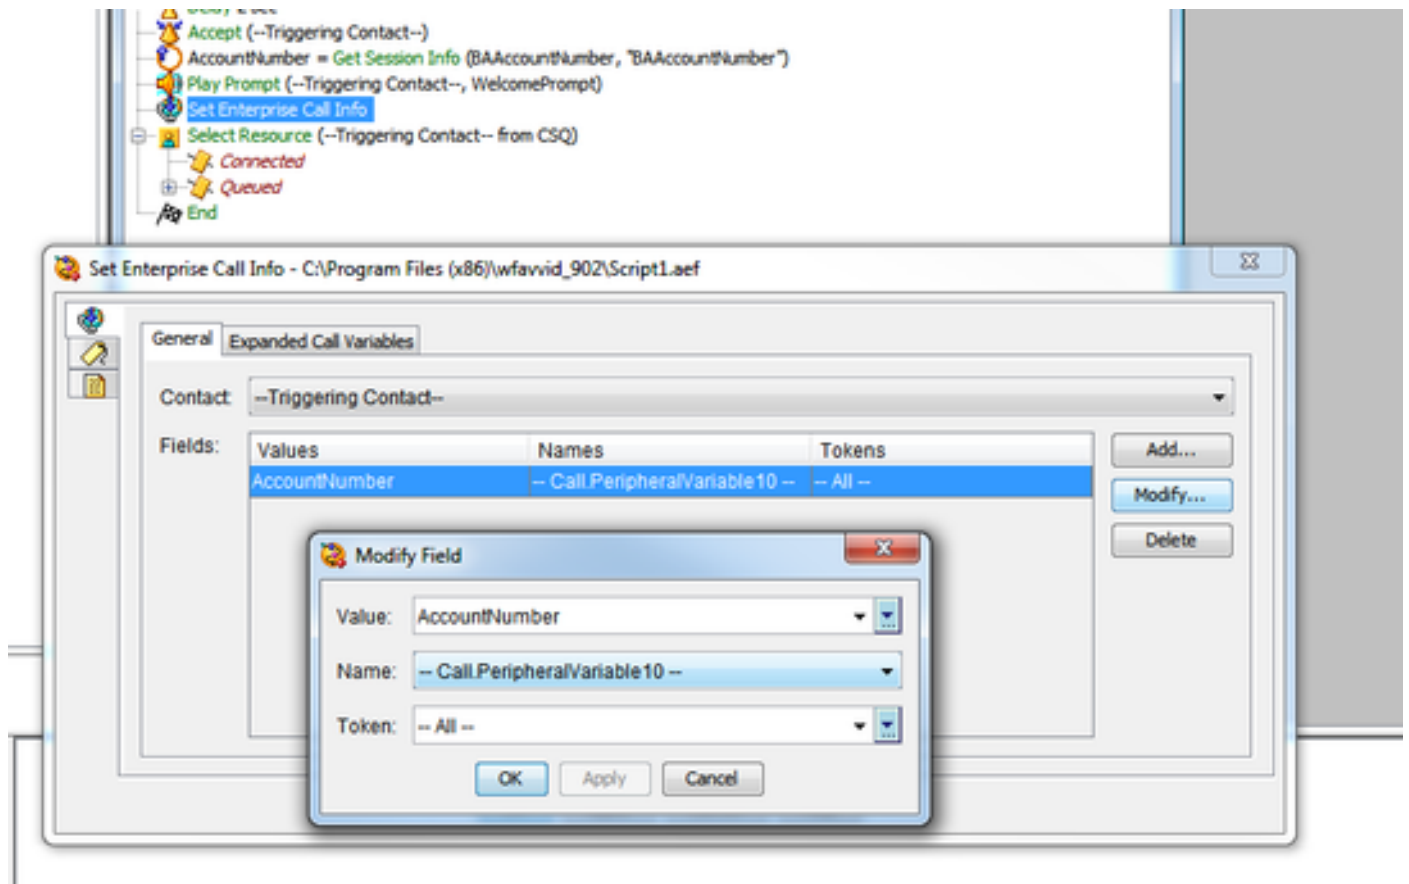 Delay 2 sec
Accept (--Triggering Contact--)
AccountNumber = Get Session Info (BAAccountNumber, "BAAccountNumber")
Play Prompt (--Triggering Contact--, WelcomePrompt)
Set Enterprise Call Info
Select Resource (--Triggering Contact-- from CSQ)
Connected
Queued
End
Set Enterprise Call Info - C:\Program Files (x86)\wfavvid_902\Script1.aef
General Expanded Call Variables
Contact: --Triggering Contact--
Fields: Values Names Tokens Add...
AccountNumber -- Call.PeripheralVariable10 -- -- All -- Modify...
Delete
Modify Field
Value: AccountNumber
Name: -- Call.PeripheralVariable10 --
Token: -- All --
OK Apply Cancel